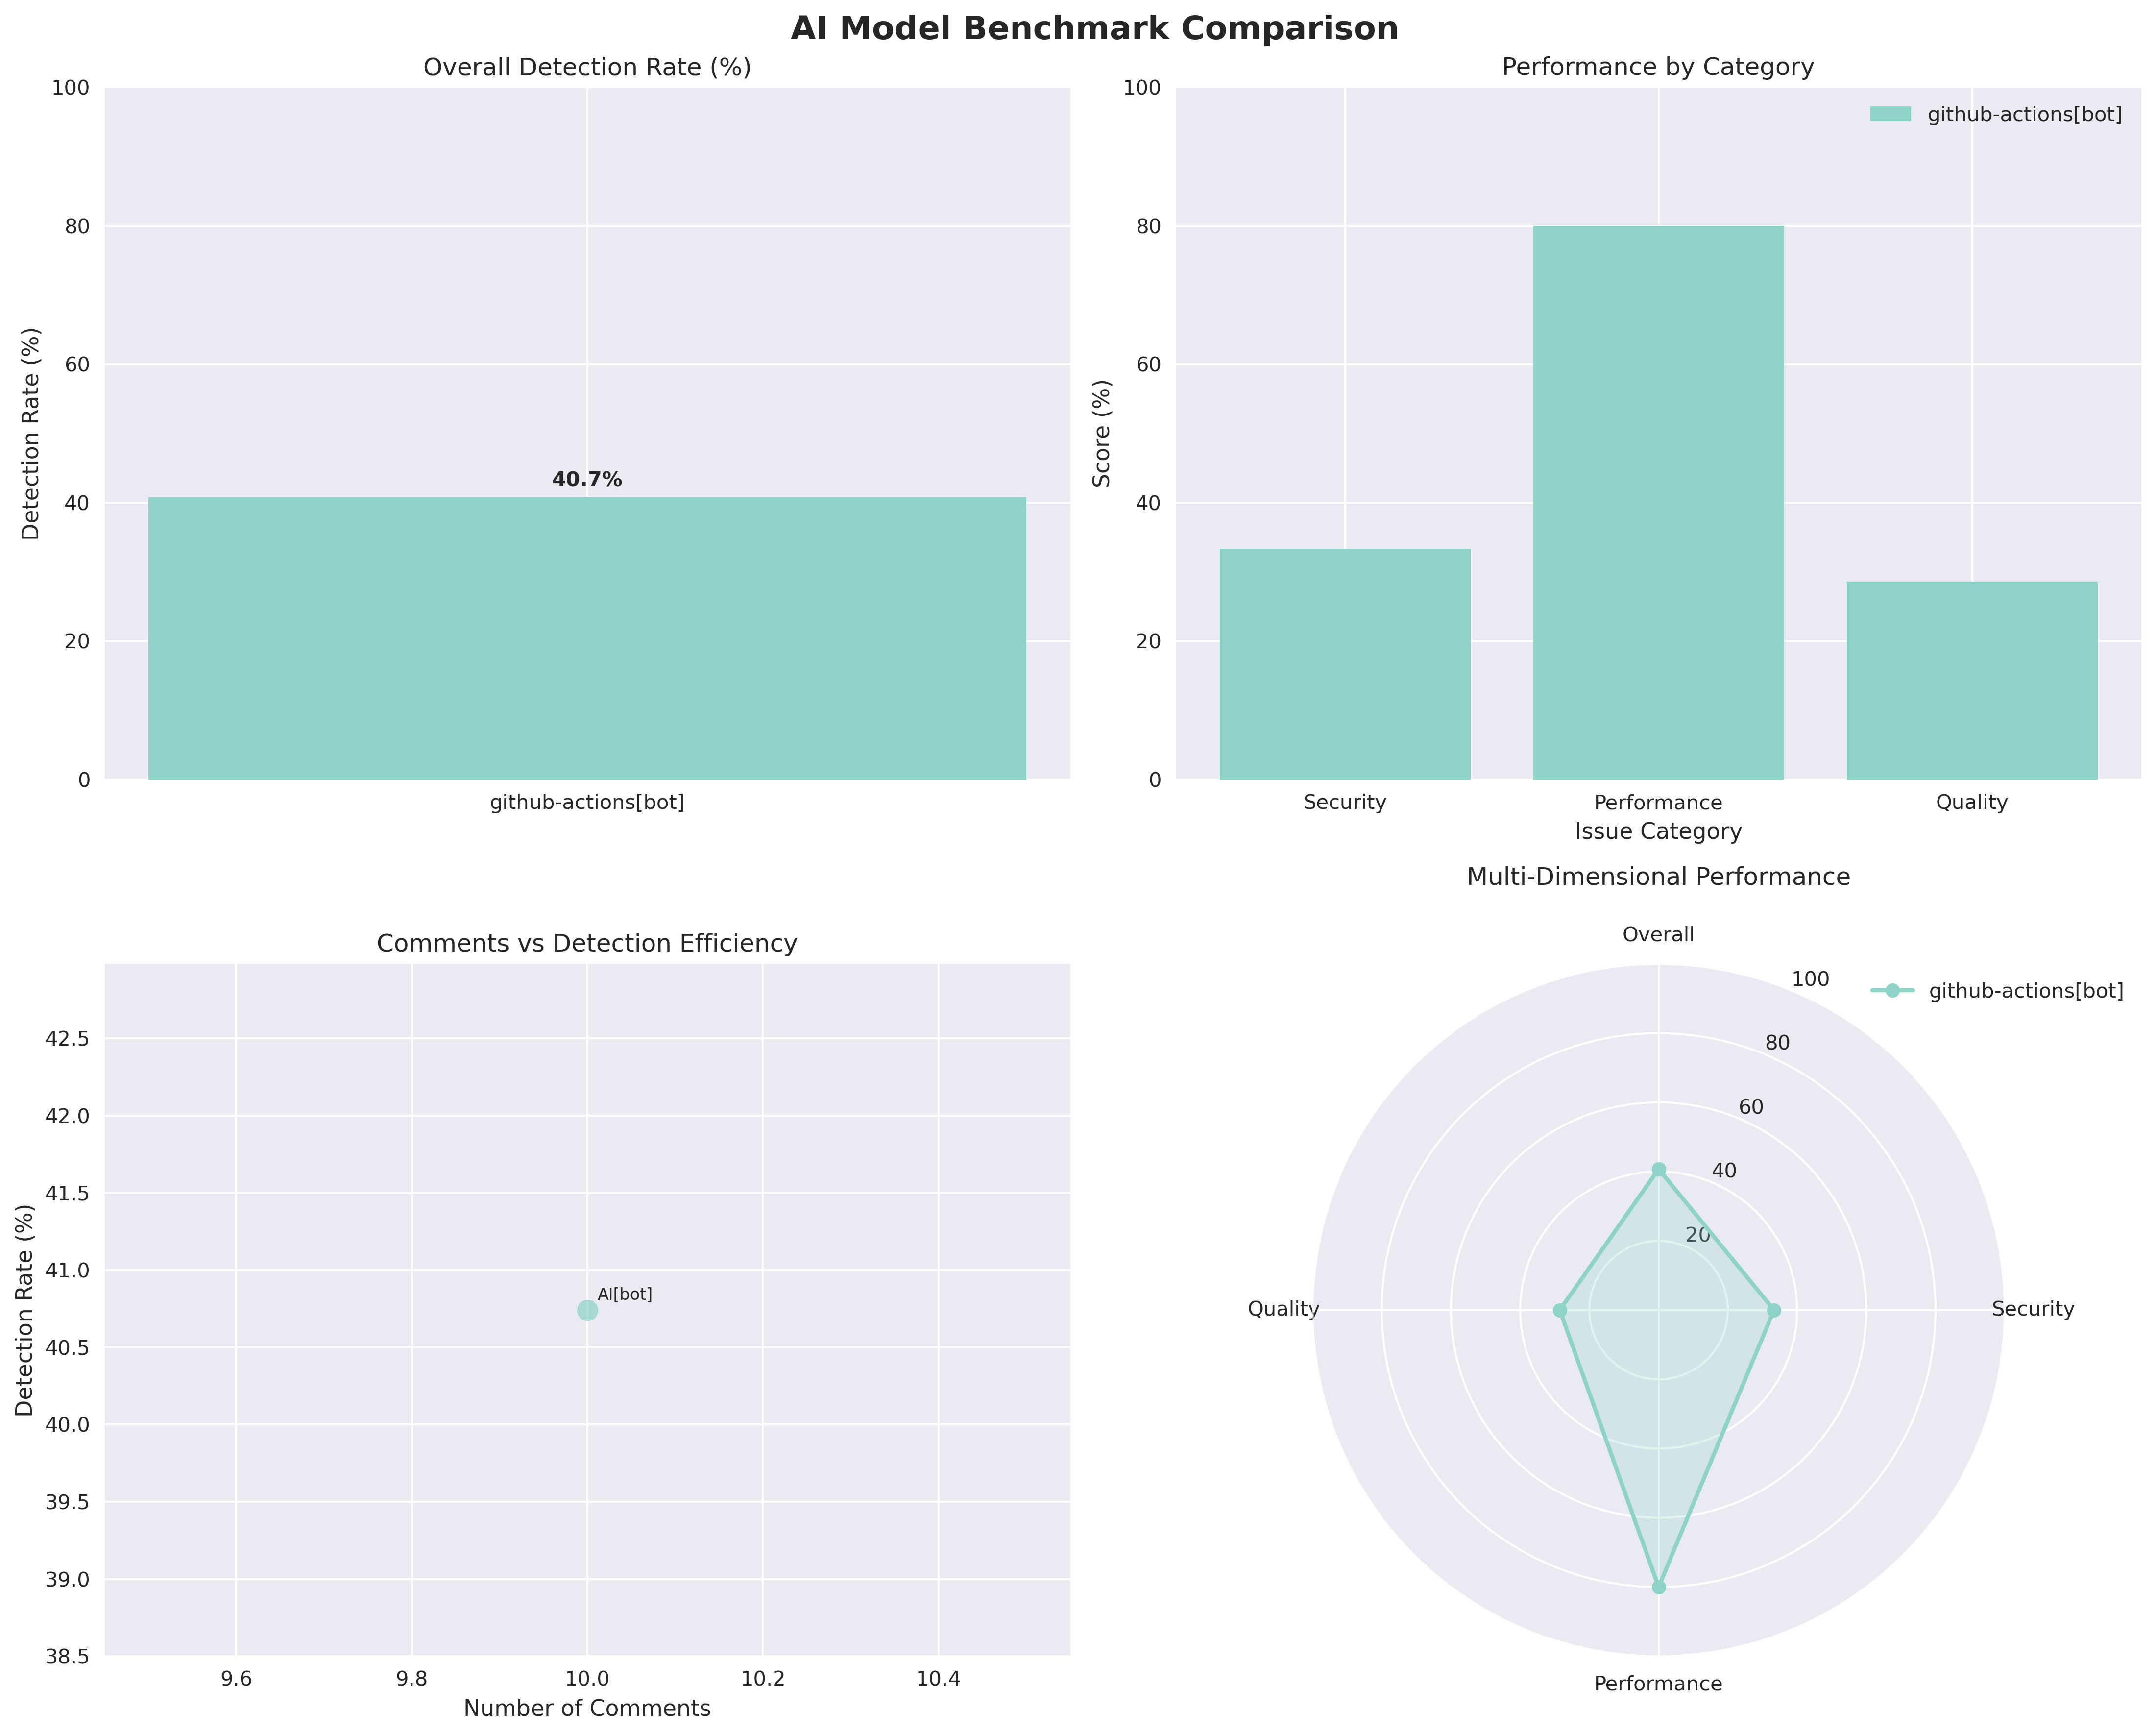 AI Model Benchmark Comparison
Overall Detection Rate (%)
100
80
60
40
20
0
Detection Rate (%)
40.7%
github-actions[bot]
Performance by Category
100
80
60
40
20
0
Score (%)
github-actions[bot]
Security
Performance
Quality
Issue Category
Comments vs Detection Efficiency
42.5
42.0
41.5
41.0
40.5
40.0
39.5
39.0
38.5
Detection Rate (%)
AI[bot]
9.6
9.8
10.0
10.2
10.4
Number of Comments
Multi-Dimensional Performance
Overall
100
80
60
40
20
github-actions[bot]
Quality
Security
Performance